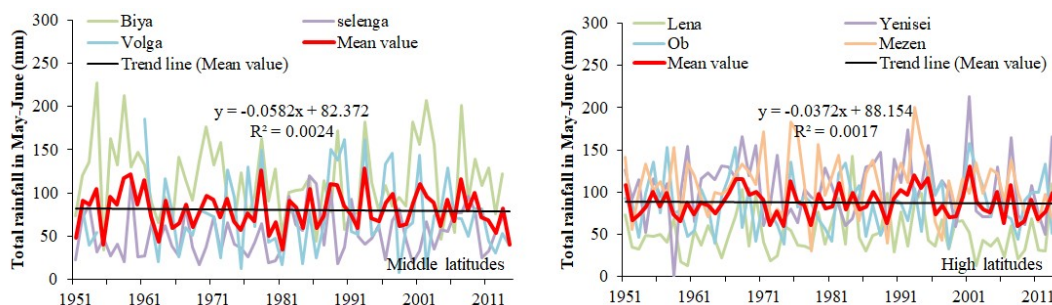 Total rainfall in May-June (mm)
300
250
200
150
100
50
0
Biya
selenga
Volga
Mean value
Trend line (Mean value)
y = -0.0582x + 82.372
R² = 0.0024
Middle latitudes
1951 1961 1971 1981 1991 2001 2011
Total rainfall in May-June (mm)
300
250
200
150
100
50
0
Lena
Yenisei
Ob
Mezen
Mean value
Trend line (Mean value)
y = -0.0372x + 88.154
R² = 0.0017
High latitudes
1951 1961 1971 1981 1991 2001 2011